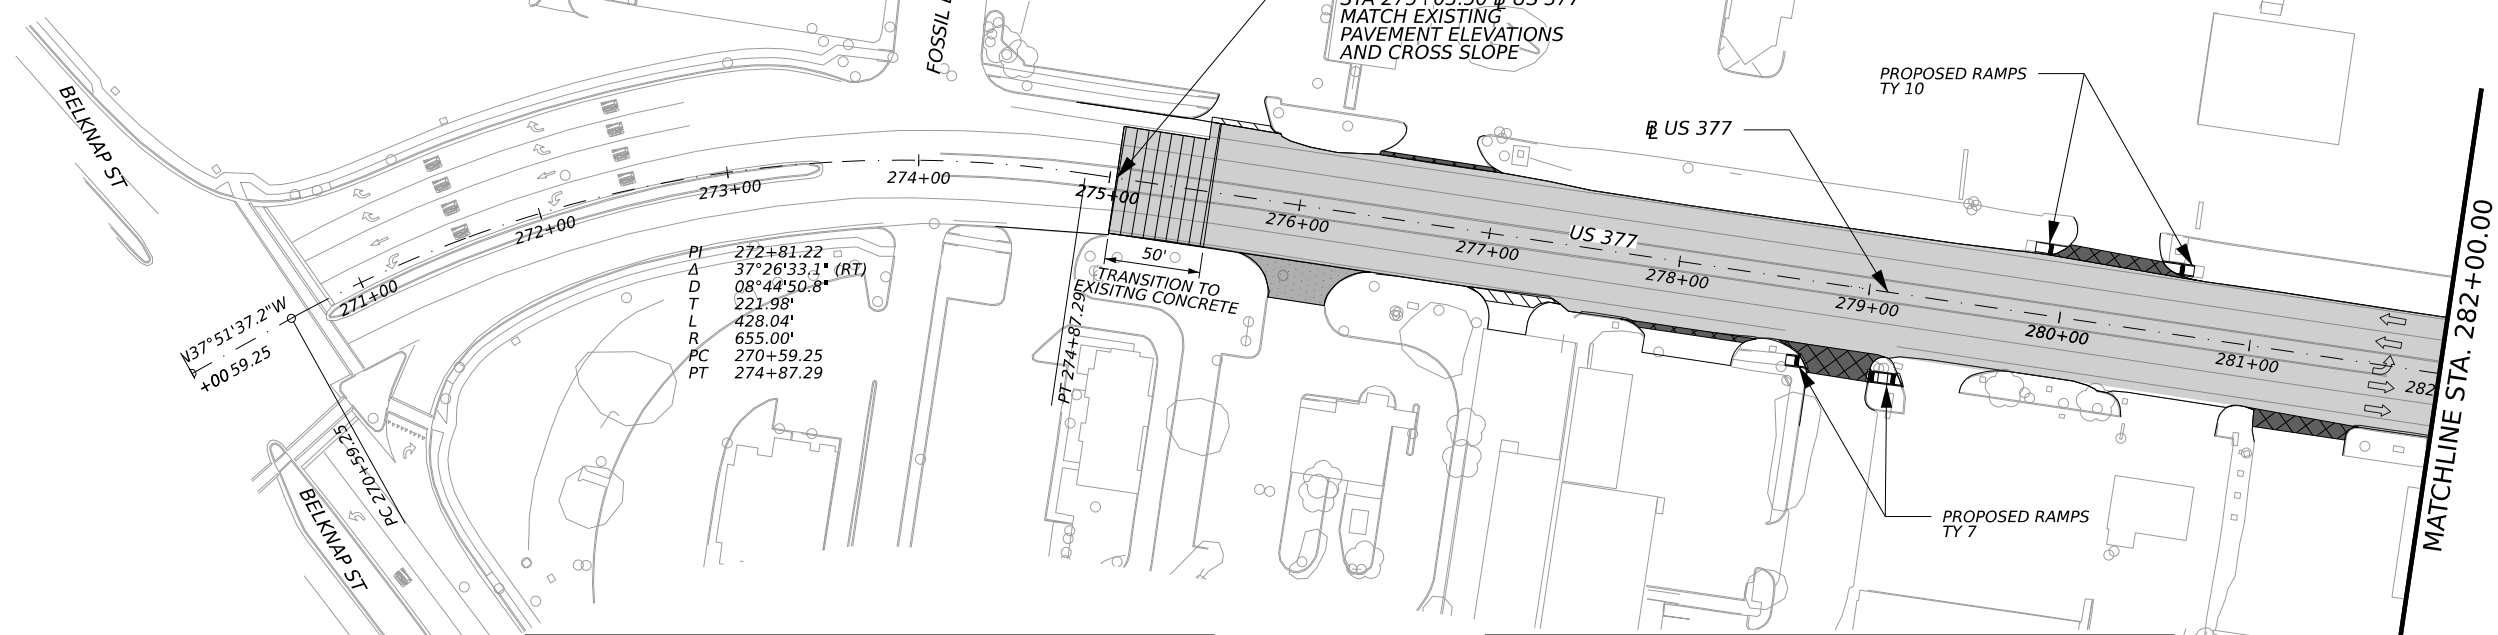 MATCH EXISTING
PAVEMENT ELEVATIONS
AND CROSS SLOPE
PROPOSED RAMPS
TY 10
BELKNAP ST
℄ US 377
271+00
272+00
273+00
274+00
275+00
276+00
277+00
278+00
279+00
280+00
281+00
282
US 377
50'
TRANSITION TO
EXISITNG CONCRETE
PI 272+81.22
Δ 37°26'33.1" (RT)
D 08°44'50.8"
T 221.98'
L 428.04'
R 655.00'
PC 270+59.25
PT 274+87.29
PT 274+87.29
N37°51'37.2"W
PC 270+59.25
BELKNAP ST
PROPOSED RAMPS
TY 7
MATCHLINE STA. 282+00.00